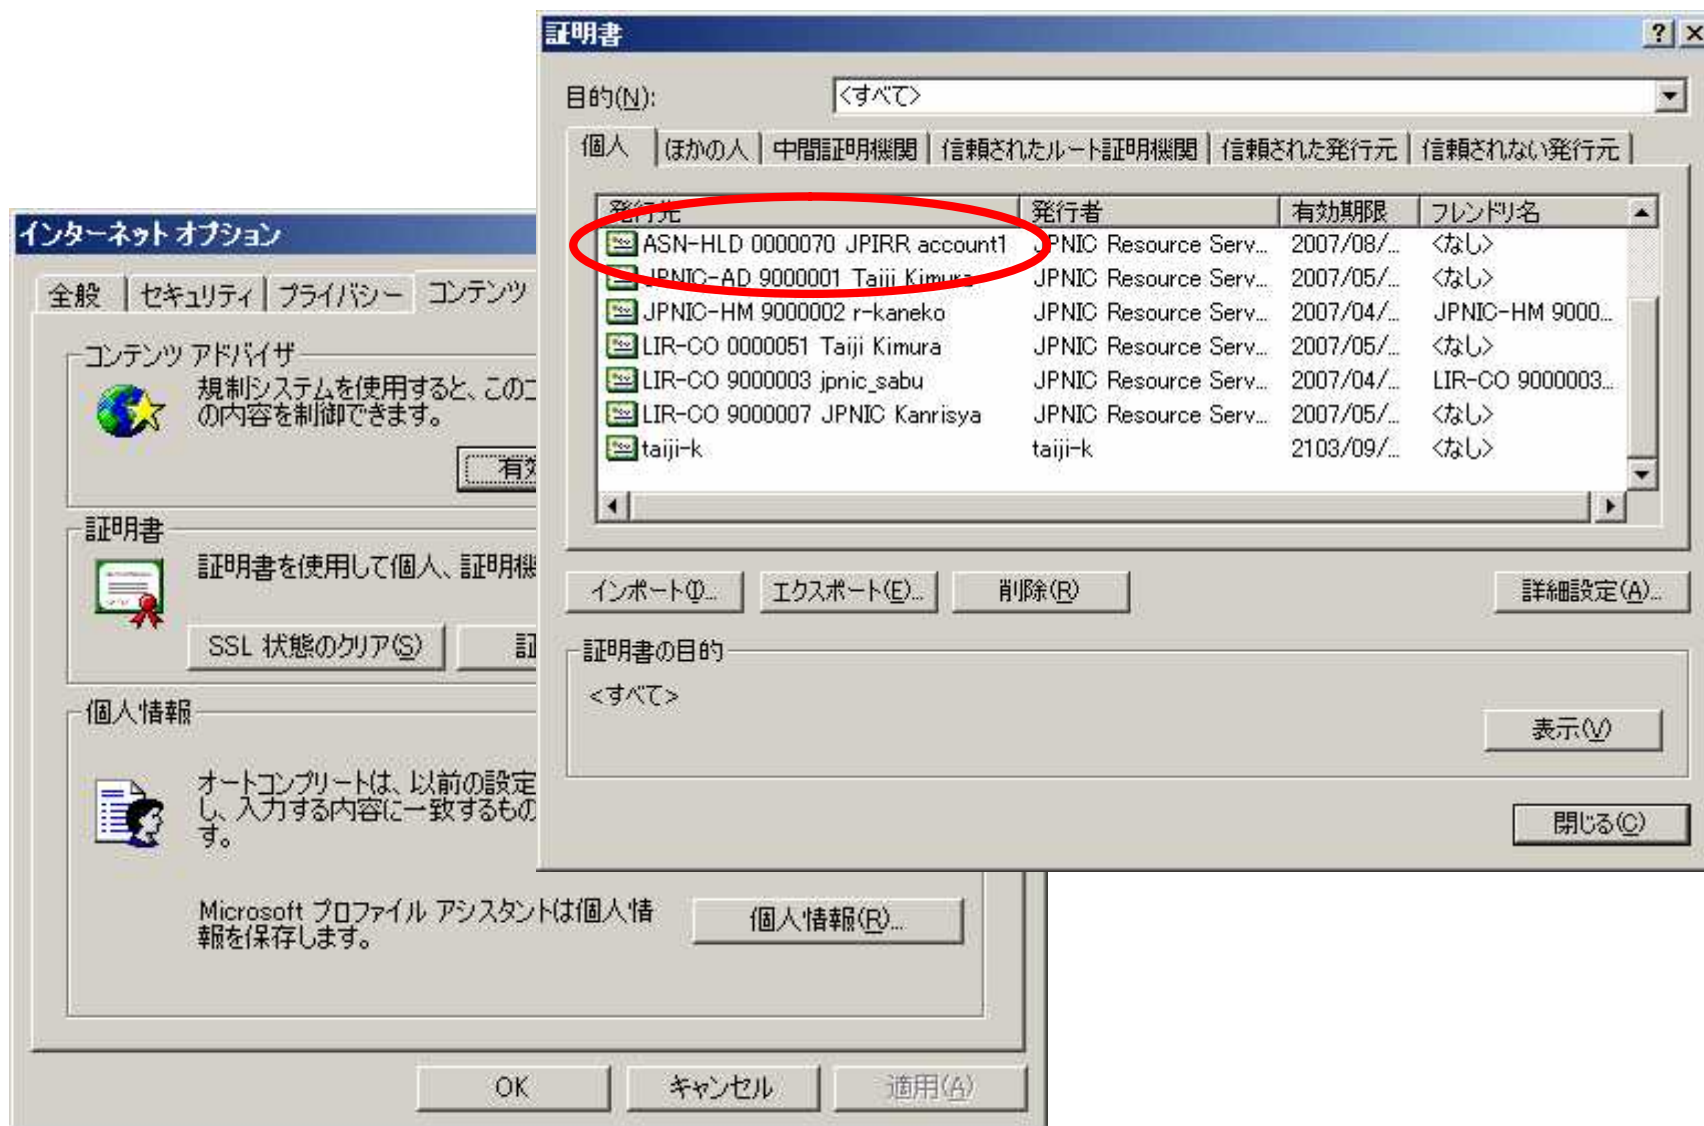 証明書
目的(N):
<すべて>
個人 ほかの人 中間証明機関 信頼されたルート証明機関 信頼された発行元 信頼されない発行元
発行先 発行者 有効期限 フレンドリ名
ASN-HLD 0000070 JPIRR account1 JPNIC Resource Serv... 2007/08/... <なし>
JPNIC-AD 9000001 Taiji Kimura JPNIC Resource Serv... 2007/05/... <なし>
JPNIC-HM 9000002 r-kaneko JPNIC Resource Serv... 2007/04/... JPNIC-HM 9000...
LIR-CO 0000051 Taiji Kimura JPNIC Resource Serv... 2007/05/... <なし>
LIR-CO 9000003 jpnic_sabu JPNIC Resource Serv... 2007/04/... LIR-CO 9000003...
LIR-CO 9000007 JPNIC Kanrisya JPNIC Resource Serv... 2007/05/... <なし>
taiji-k taiji-k 2103/09/... <なし>
インポート(I)... エクスポート(E)... 削除(R) 詳細設定(A)...
証明書の目的
<すべて>
表示(V)
閉じる(C)
インターネット オプション
全般 セキュリティ プライバシー コンテンツ
コンテンツ アドバイザ
規制システムを使用すると、この
の内容を制御できます。
有効
証明書
証明書を使用して個人、証明機
SSL 状態のクリア(S) 証
個人情報
オートコンプリートは、以前の設定
し、入力する内容に一致するもの
す。
Microsoft プロファイル アシスタントは個人情
報を保存します。
個人情報(R)...
OK キャンセル 適用(A)